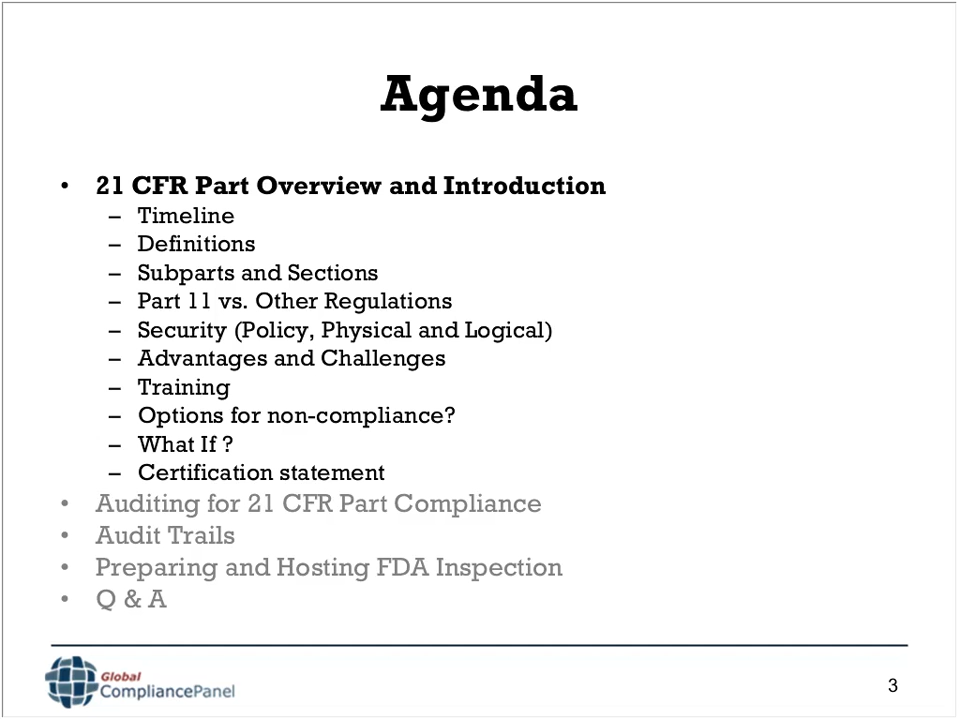 Agenda
• 21 CFR Part Overview and Introduction
– Timeline
– Definitions
– Subparts and Sections
– Part 11 vs. Other Regulations
– Security (Policy, Physical and Logical)
– Advantages and Challenges
– Training
– Options for non-compliance?
– What If ?
– Certification statement
• Auditing for 21 CFR Part Compliance
• Audit Trails
• Preparing and Hosting FDA Inspection
• Q & A
Global
CompliancePanel
3